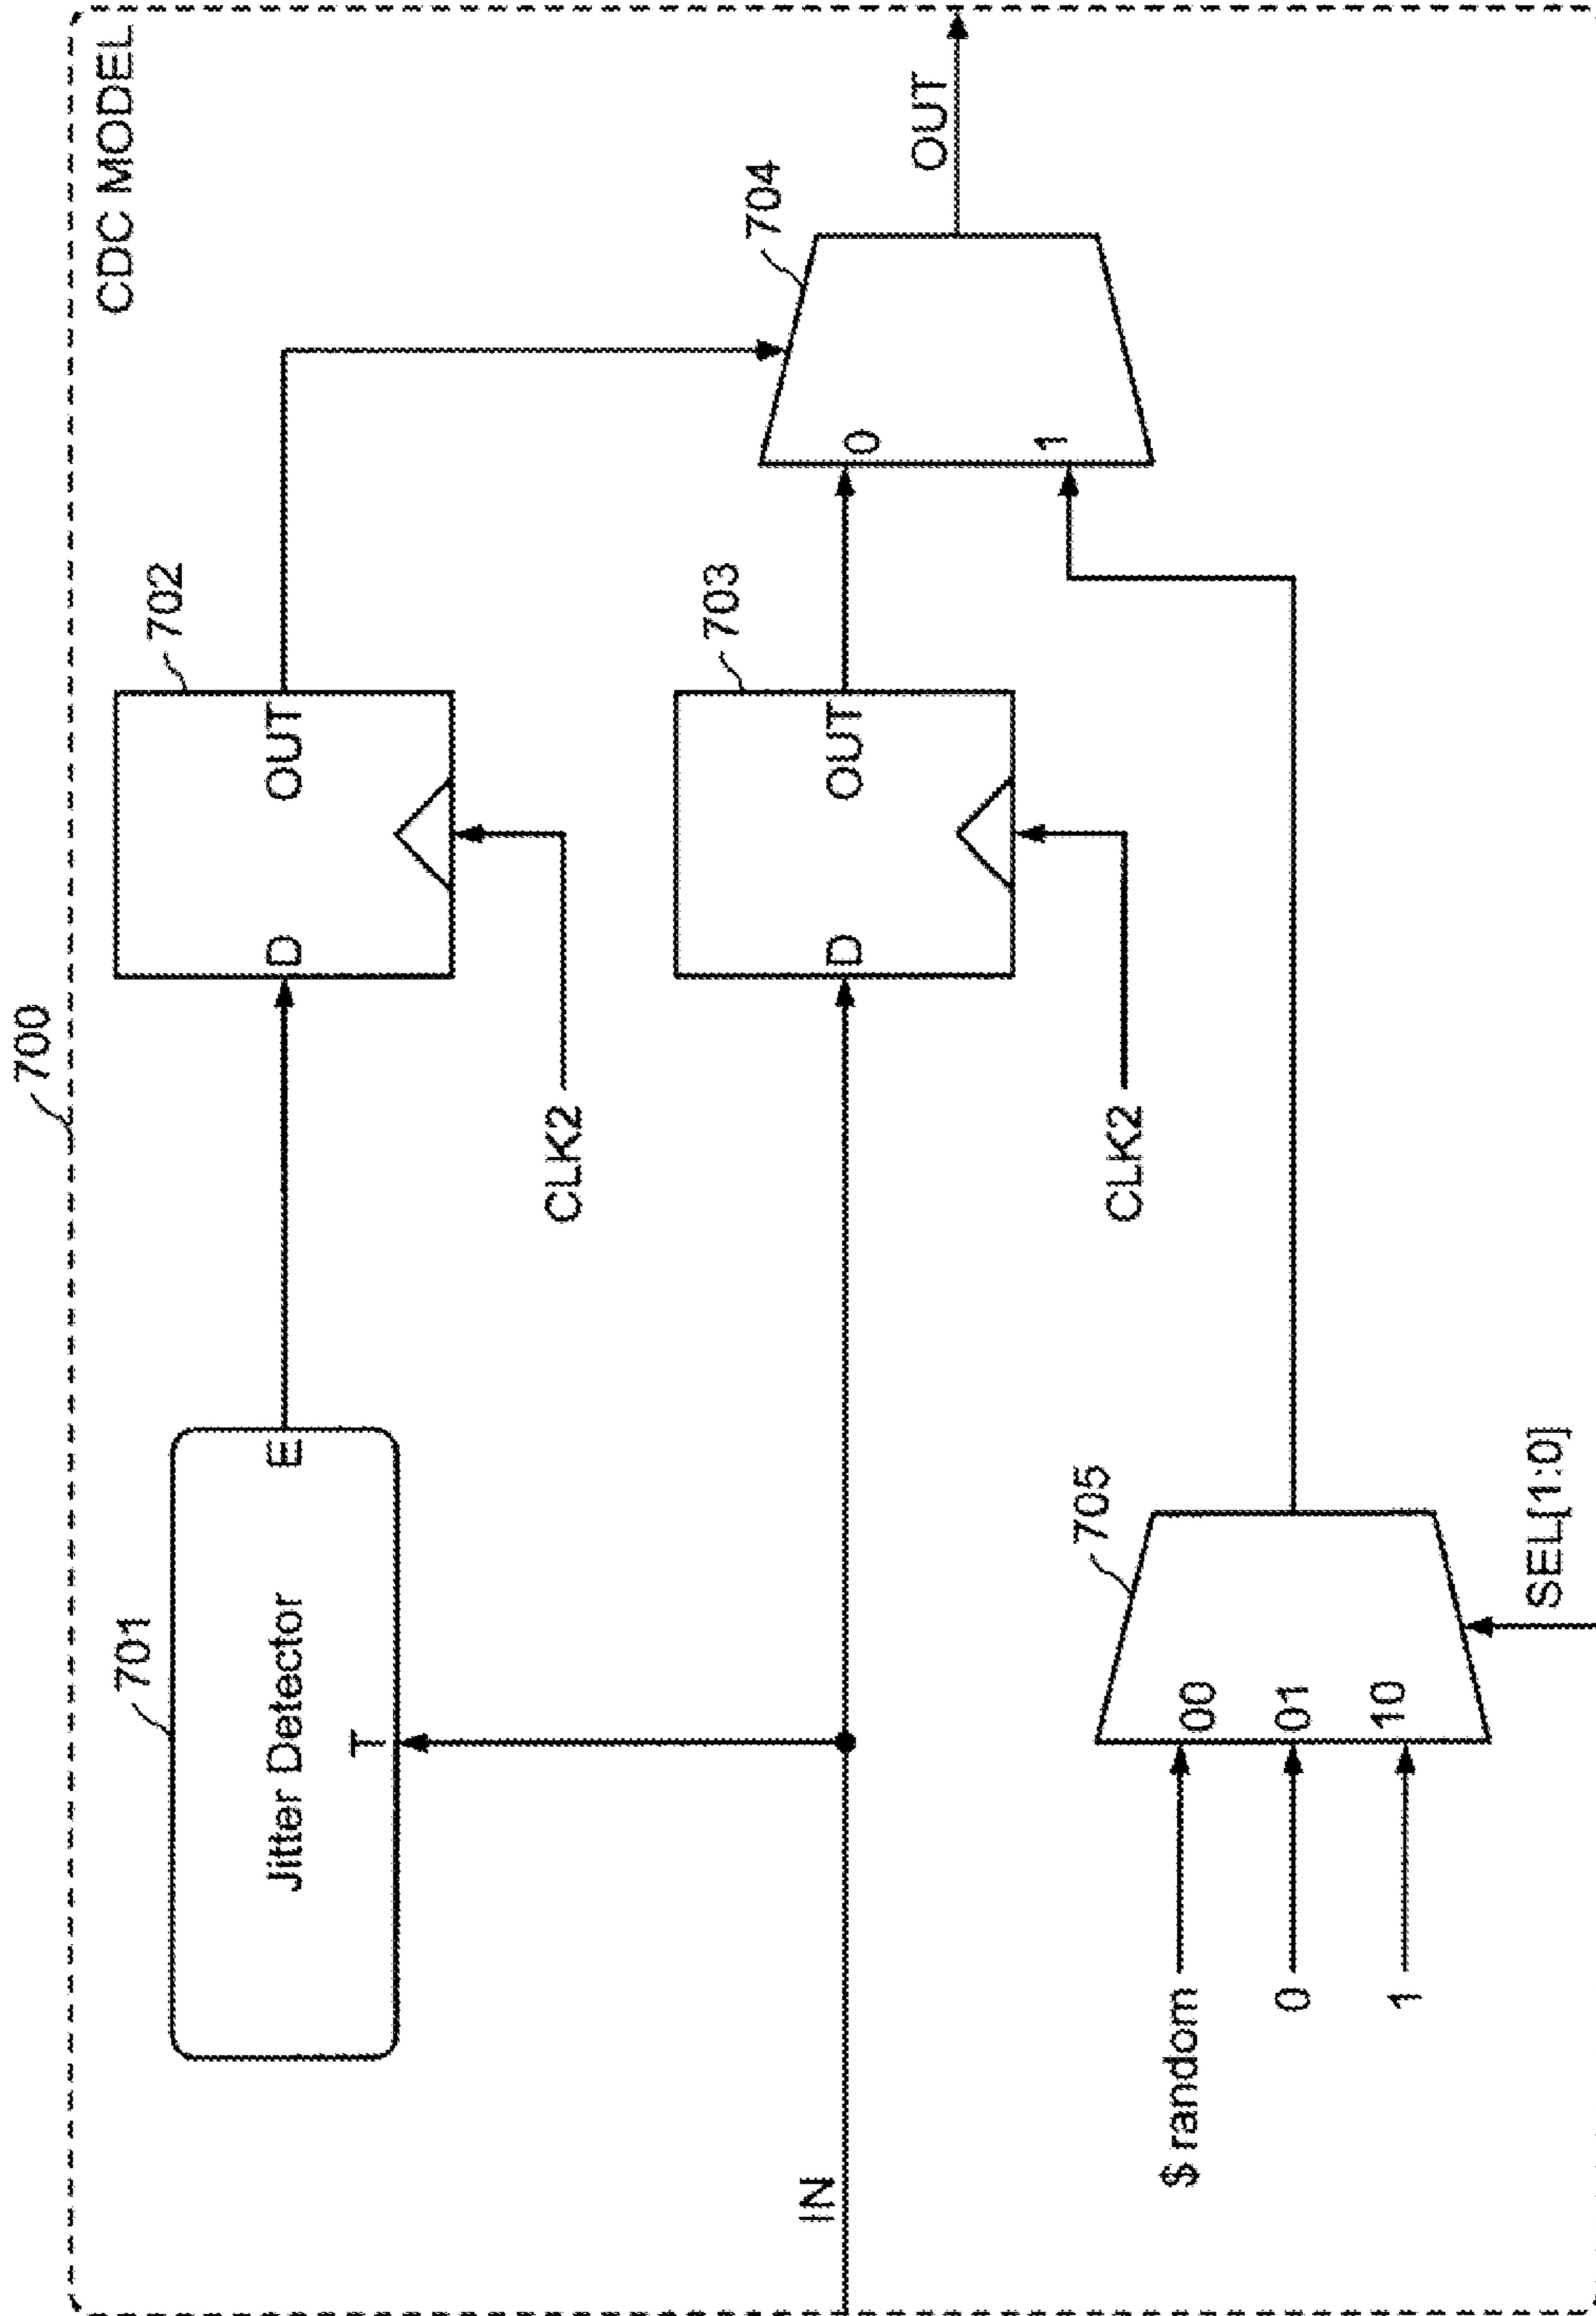 700
CDC MODEL
701
Jitter Detector
E
T
702
D
OUT
CLK2
IN
703
D
OUT
CLK2
704
0
1
OUT
705
$ random
00
0
01
1
10
SEL[1:0]